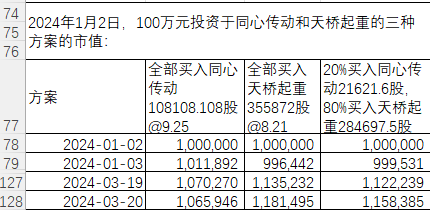 74
75
76
2024年1月2日，100万元投资于同心传动和天桥起重的三种
方案的市值：
77
方案
全部买入同心
传动
108108.108股
@9.25
全部买入
天桥起重
355872股
@8.21
20%买入同心传
动21621.6股，
80%买入天桥起
重284697.5股
78 2024-01-02 1,000,000 1,000,000 1,000,000
79 2024-01-03 1,011,892 996,442 999,531
127 2024-03-19 1,070,270 1,135,232 1,122,239
128 2024-03-20 1,065,946 1,181,495 1,158,385